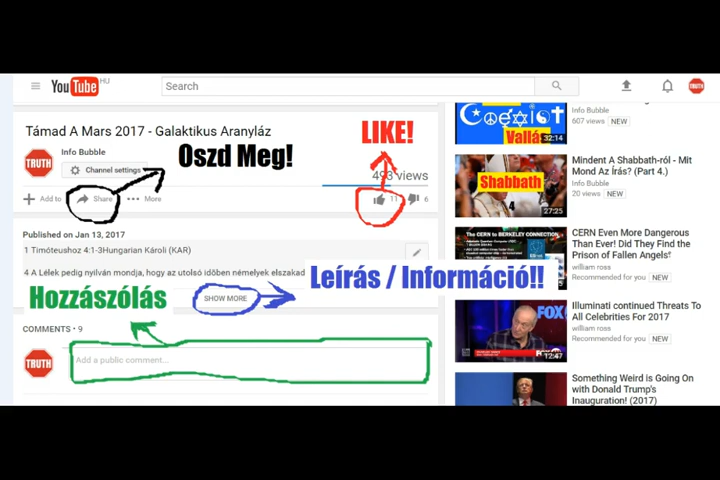 YouTube HU
Search
Támad A Mars 2017 - Galaktikus Aranyláz
LIKE!
TRUTH
Info Bubble
Channel settings
Oszd Meg!
493 views
Add to
Share
More
11
6
Published on Jan 13, 2017
1 Timóteushoz 4:1-3Hungarian Károli (KAR)
4 A Lélek pedig nyilván mondja, hogy az utolsó időben némelyek elszakad
Leírás / Információ!!
Hozzászólás
SHOW MORE
COMMENTS • 9
TRUTH
Add a public comment...
TRUTH
Coexist
Vallás
32:14
Info Bubble
607 views NEW
Shabbath
27:25
Mindent A Shabbath-ról - Mit
Mond Az Írás? (Part 4.)
Info Bubble
20 views NEW
The CERN to
BERKELEY CONNECTION
CERN Even More Dangerous
Than Ever! Did They Find the
Prison of Fallen Angels†
william ross
Recommended for you NEW
FOX
12:47
Illuminati continued Threats To
All Celebrities For 2017
william ross
Recommended for you NEW
Something Weird is Going On
with Donald Trump's
Inauguration! (2017)